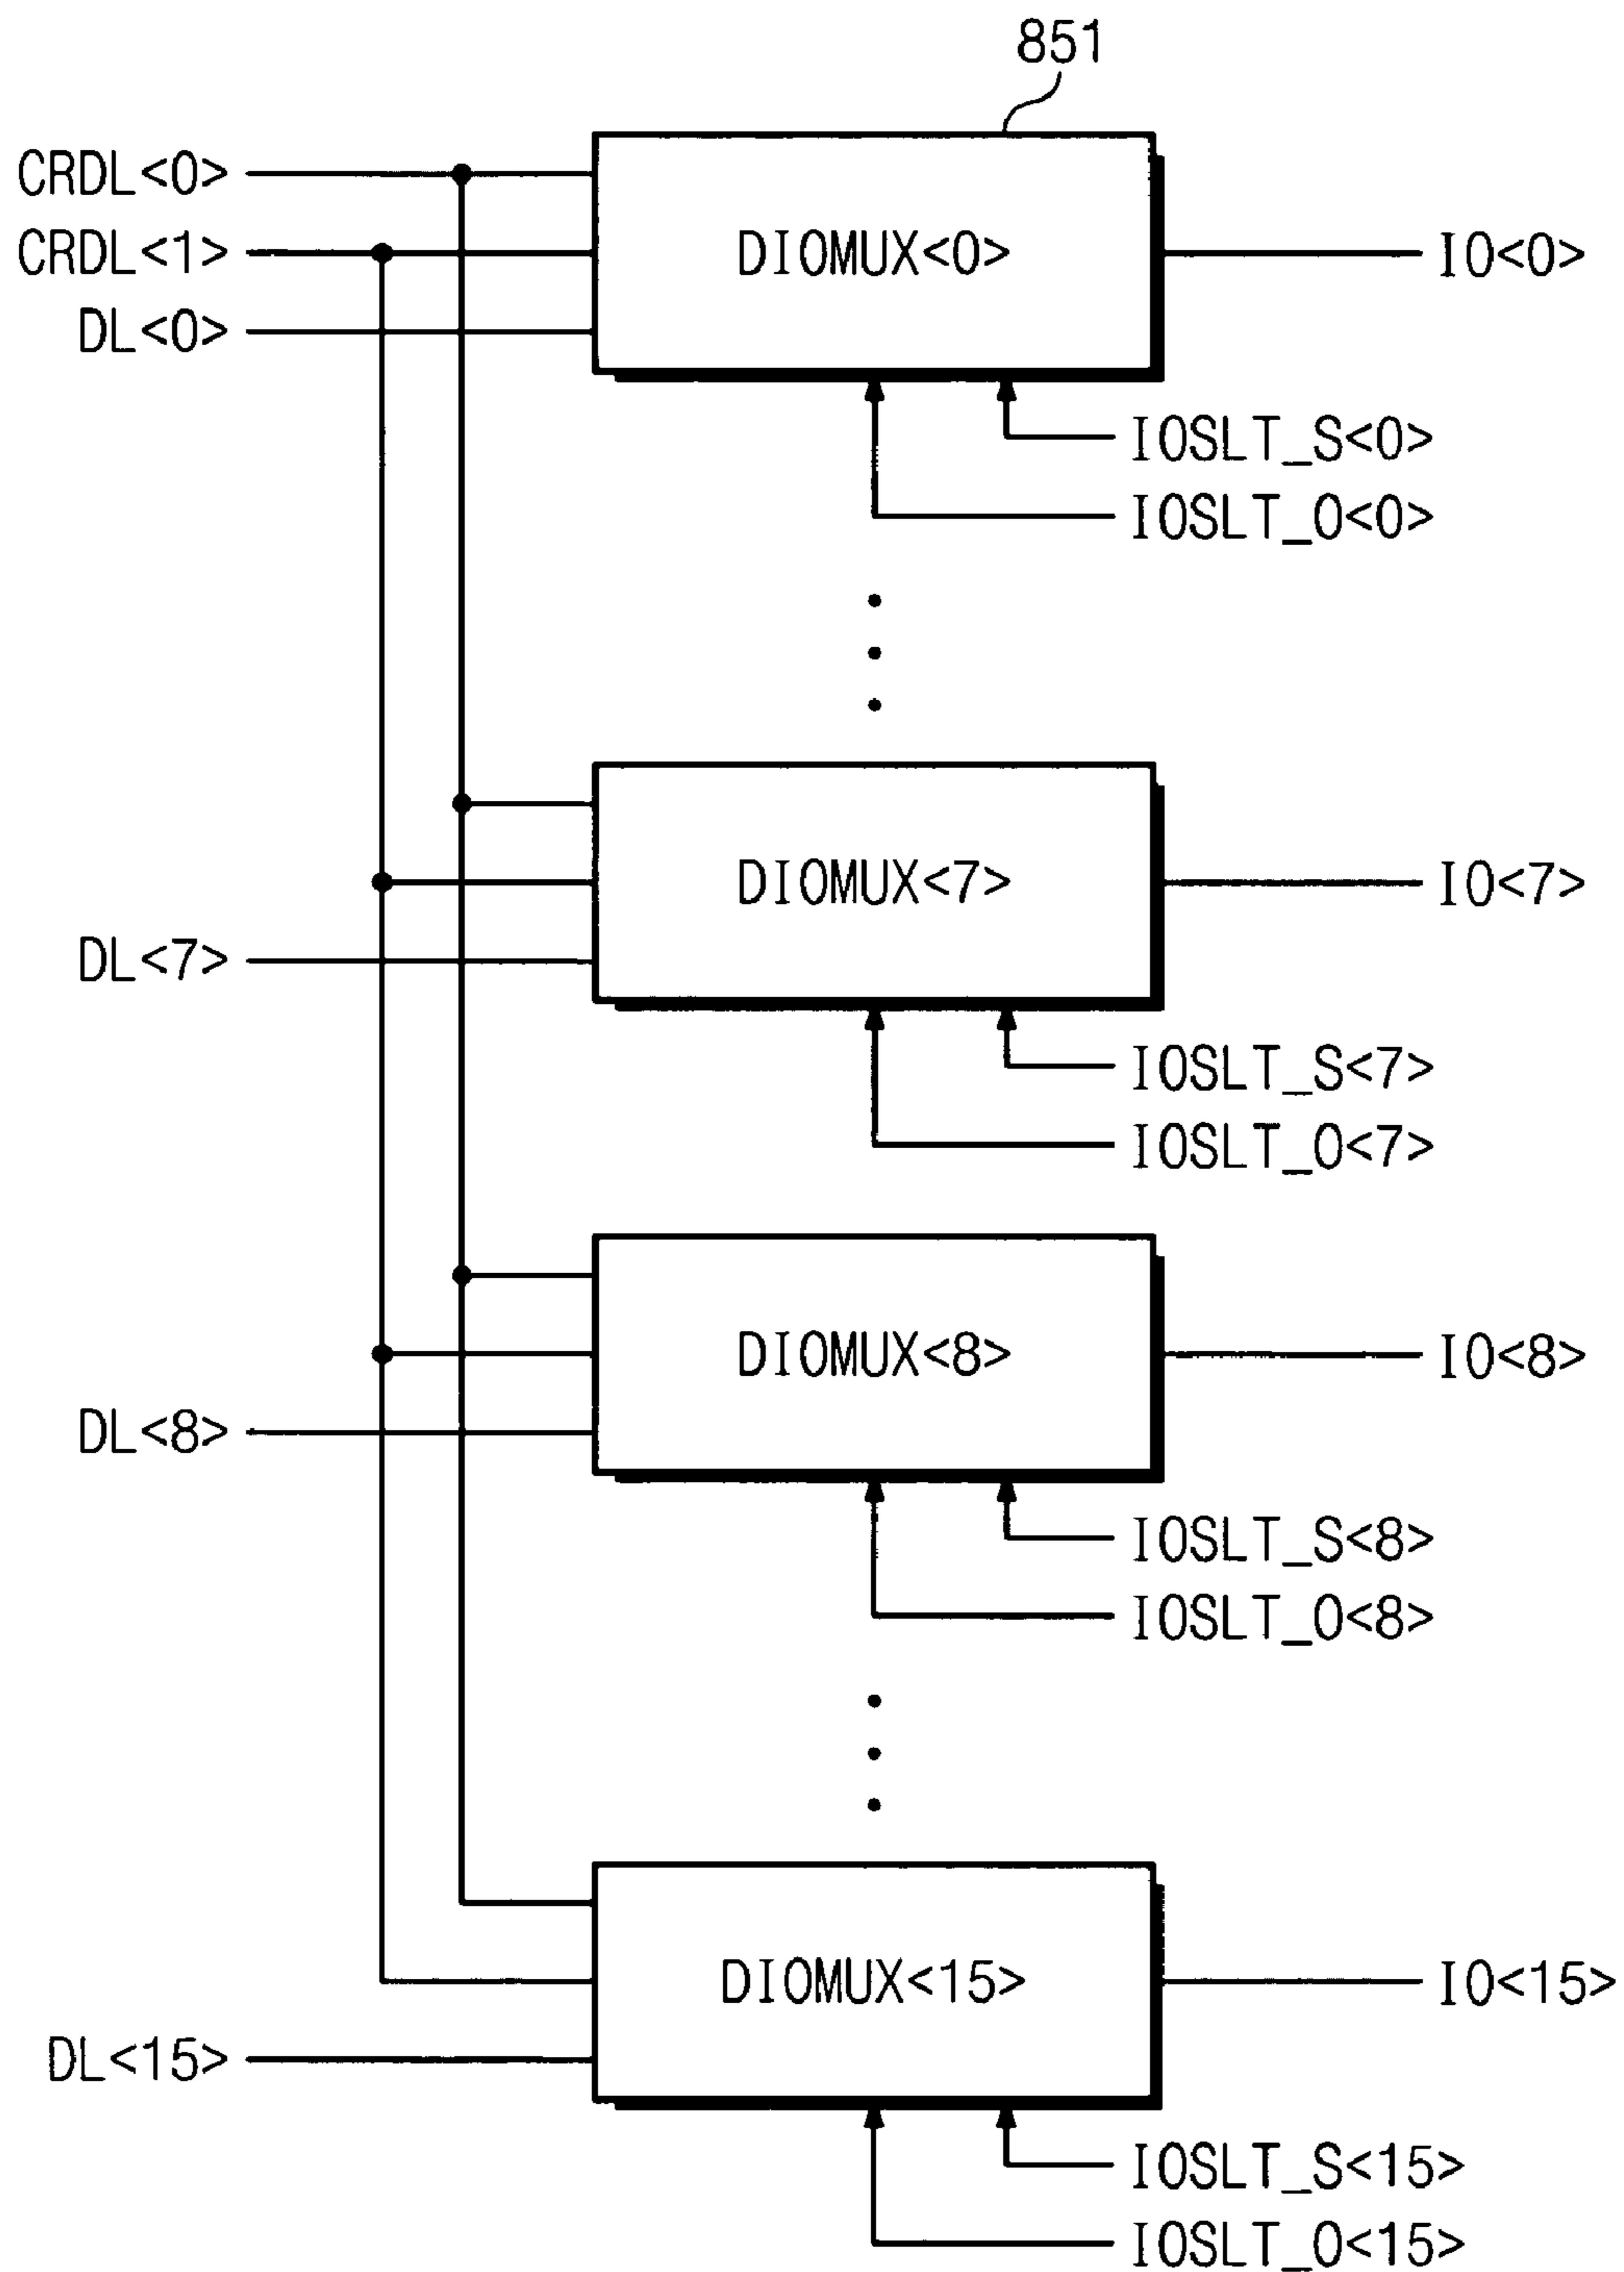 851
CRDL<0>
CRDL<1>
DL<0>
DIOMUX<0>
IO<0>
IOSLT_S<0>
IOSLT_O<0>
DIOMUX<7>
IO<7>
DL<7>
IOSLT_S<7>
IOSLT_O<7>
DIOMUX<8>
IO<8>
DL<8>
IOSLT_S<8>
IOSLT_O<8>
DIOMUX<15>
IO<15>
DL<15>
IOSLT_S<15>
IOSLT_O<15>